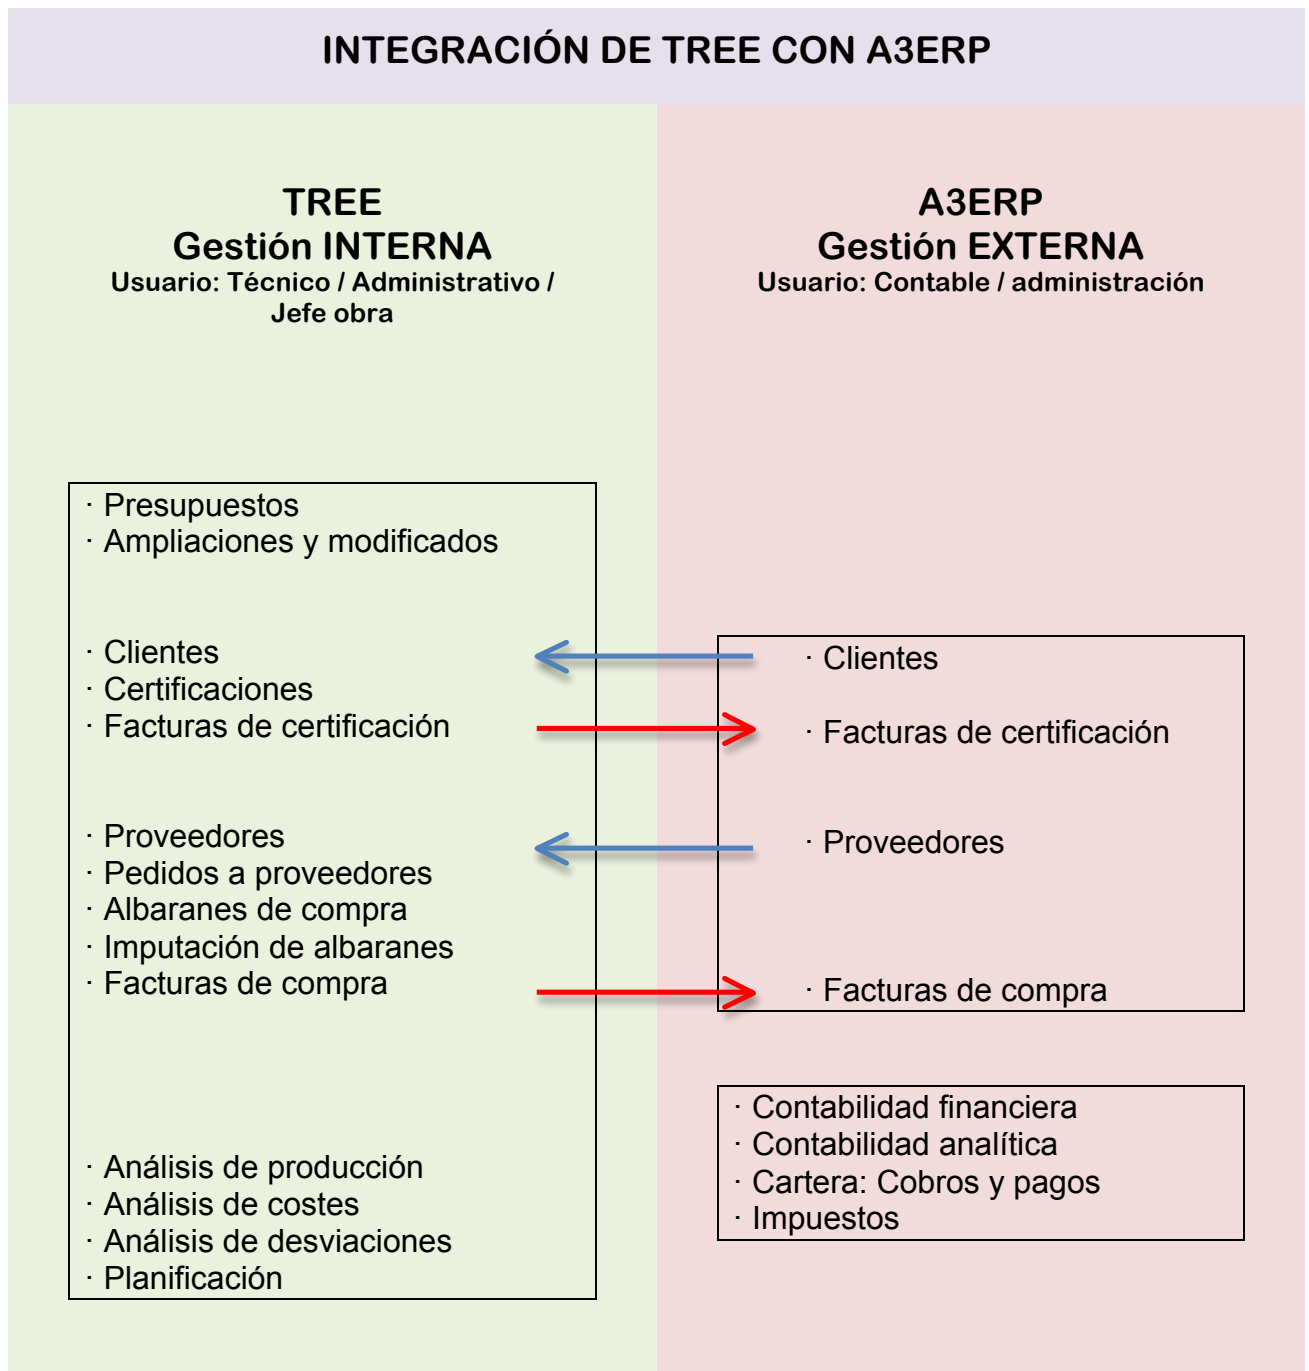 INTEGRACIÓN DE TREE CON A3ERP
TREE
Gestión INTERNA
Usuario: Técnico / Administrativo /
Jefe obra
· Presupuestos
· Ampliaciones y modificados
· Clientes
· Certificaciones
· Facturas de certificación
· Proveedores
· Pedidos a proveedores
· Albaranes de compra
· Imputación de albaranes
· Facturas de compra
· Análisis de producción
· Análisis de costes
· Análisis de desviaciones
· Planificación
A3ERP
Gestión EXTERNA
Usuario: Contable / administración
· Clientes
· Facturas de certificación
· Proveedores
· Facturas de compra
· Contabilidad financiera
· Contabilidad analítica
· Cartera: Cobros y pagos
· Impuestos